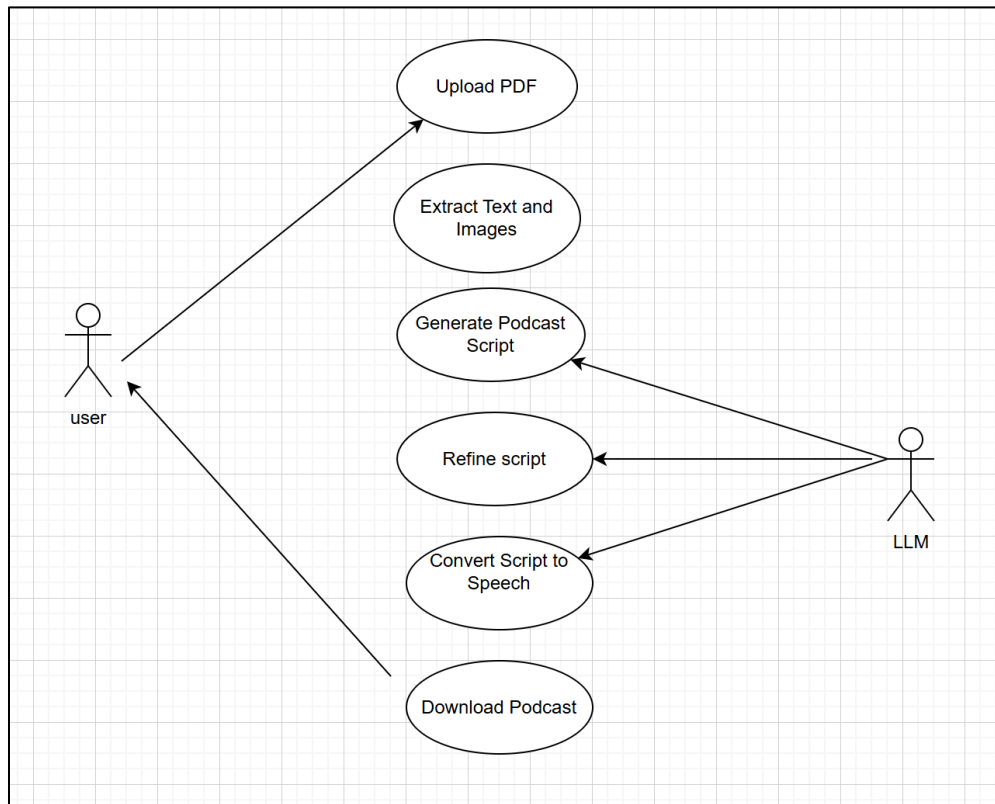 Upload PDF
Extract Text and
Images
Generate Podcast
Script
user
Refine script
LLM
Convert Script to
Speech
Download Podcast